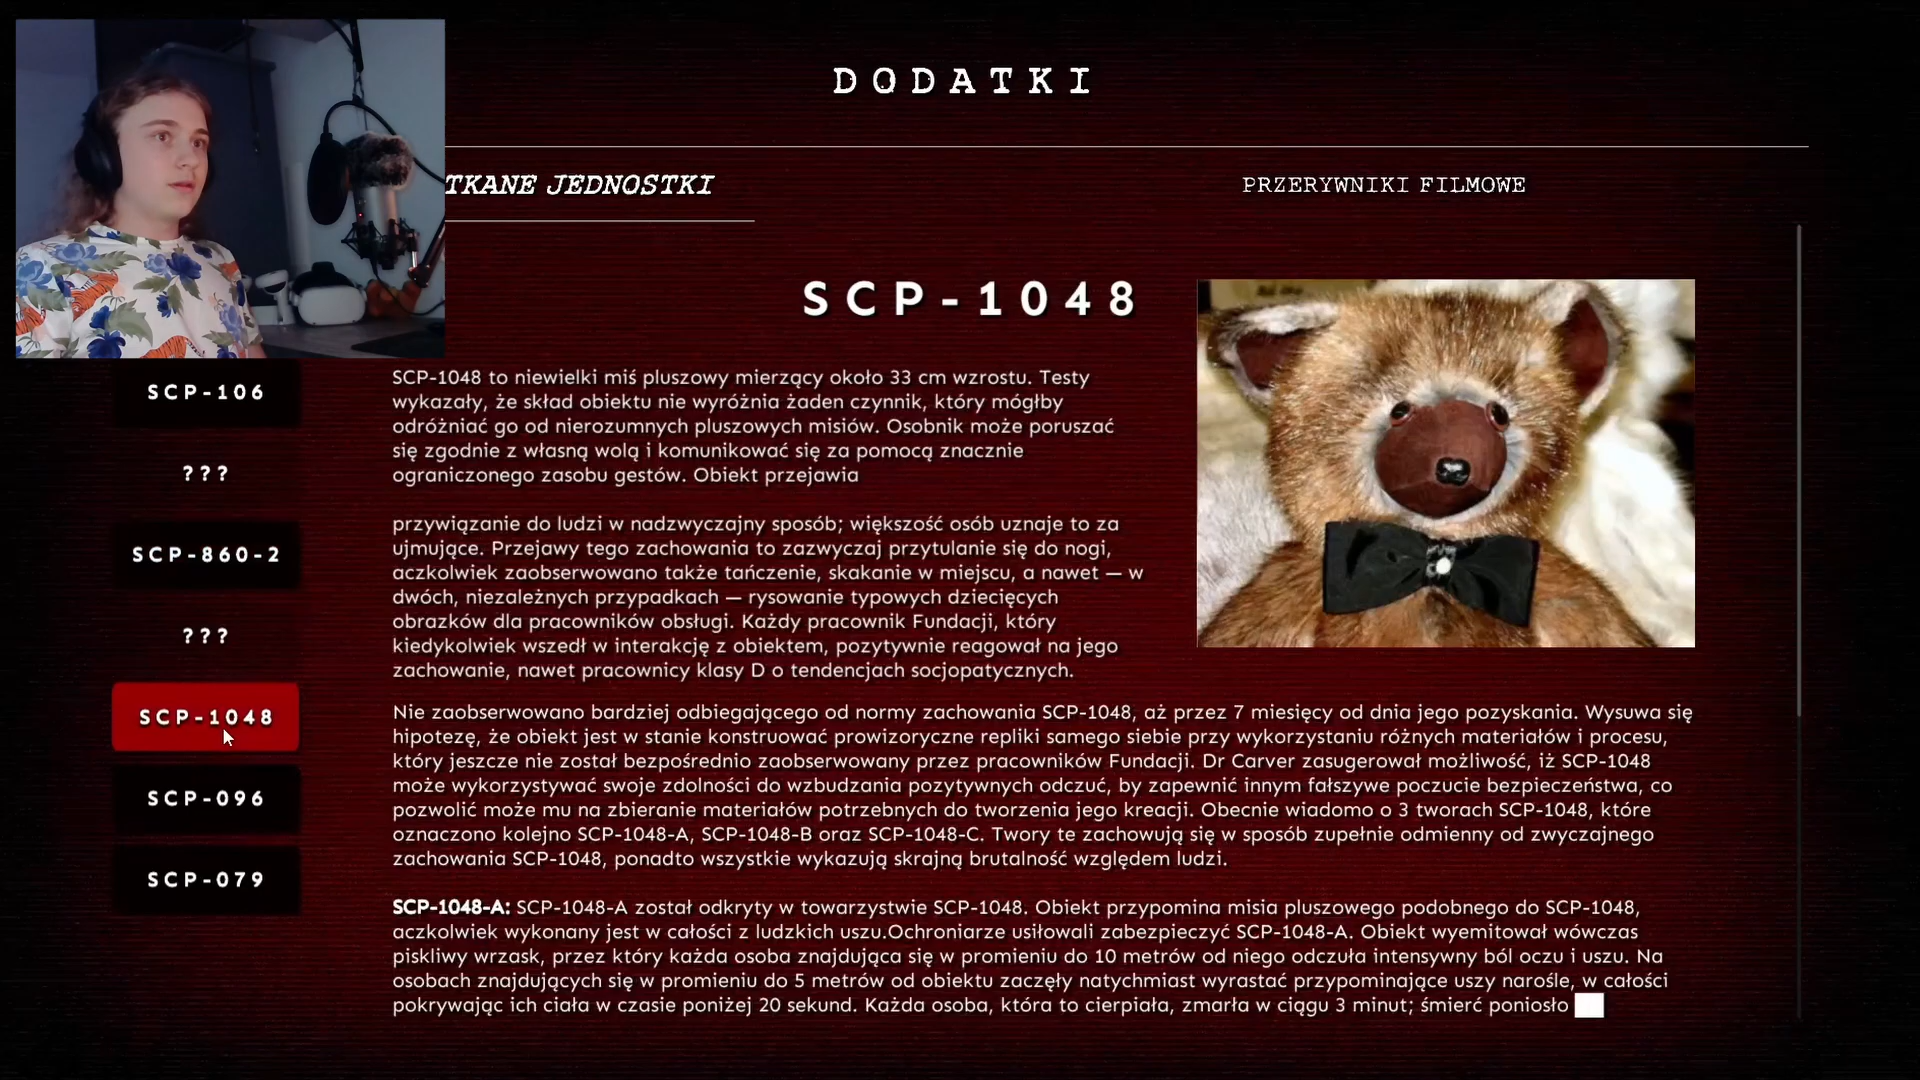 DODATKI
TKANE JEDNOSTKI
PRZERYWNIKI FILMOWE
SCP-106
???
SCP-860-2
???
SCP-1048
SCP-096
SCP-079
SCP-1048
SCP-1048 to niewielki miś pluszowy mierzący około 33 cm wzrostu. Testy
wykazały, że skład obiektu nie wyróżnia żaden czynnik, który mógłby
odróżniać go od nierozumnych pluszowych misiów. Osobnik może poruszać
się zgodnie z własną wolą i komunikować się za pomocą znacznie
ograniczonego zasobu gestów. Obiekt przejawia
przywiązanie do ludzi w nadzwyczajny sposób; większość osób uznaje to za
ujmujące. Przejawy tego zachowania to zazwyczaj przytulanie się do nogi,
aczkolwiek zaobserwowano także tańczenie, skakanie w miejscu, a nawet — w
dwóch, niezależnych przypadkach — rysowanie typowych dziecięcych
obrazków dla pracowników obsługi. Każdy pracownik Fundacji, który
kiedykolwiek wszedł w interakcję z obiektem, pozytywnie reagował na jego
zachowanie, nawet pracownicy klasy D o tendencjach socjopatycznych.
Nie zaobserwowano bardziej odbiegającego od normy zachowania SCP-1048, aż przez 7 miesięcy od dnia jego pozyskania. Wysuwa się
hipotezę, że obiekt jest w stanie konstruować prowizoryczne repliki samego siebie przy wykorzystaniu różnych materiałów i procesu,
który jeszcze nie został bezpośrednio zaobserwowany przez pracowników Fundacji. Dr Carver zasugerował możliwość, iż SCP-1048
może wykorzystywać swoje zdolności do wzbudzania pozytywnych odczuć, by zapewnić innym fałszywe poczucie bezpieczeństwa, co
pozwolić może mu na zbieranie materiałów potrzebnych do tworzenia jego kreacji. Obecnie wiadomo o 3 tworach SCP-1048, które
oznaczono kolejno SCP-1048-A, SCP-1048-B oraz SCP-1048-C. Twory te zachowują się w sposób zupełnie odmienny od zwyczajnego
zachowania SCP-1048, ponadto wszystkie wykazują skrajną brutalność względem ludzi.
SCP-1048-A: SCP-1048-A został odkryty w towarzystwie SCP-1048. Obiekt przypomina misia pluszowego podobnego do SCP-1048,
aczkolwiek wykonany jest w całości z ludzkich uszu.Ochroniarze usiłowali zabezpieczyć SCP-1048-A. Obiekt wyemitował wówczas
piskliwy wrzask, przez który każda osoba znajdująca się w promieniu do 10 metrów od niego odczuła intensywny ból oczu i uszu. Na
osobach znajdujących się w promieniu do 5 metrów od obiektu zaczęły natychmiast wyrastać przypominające uszy narośle, w całości
pokrywając ich ciała w czasie poniżej 20 sekund. Każda osoba, która to cierpiała, zmarła w ciągu 3 minut; śmierć poniosło